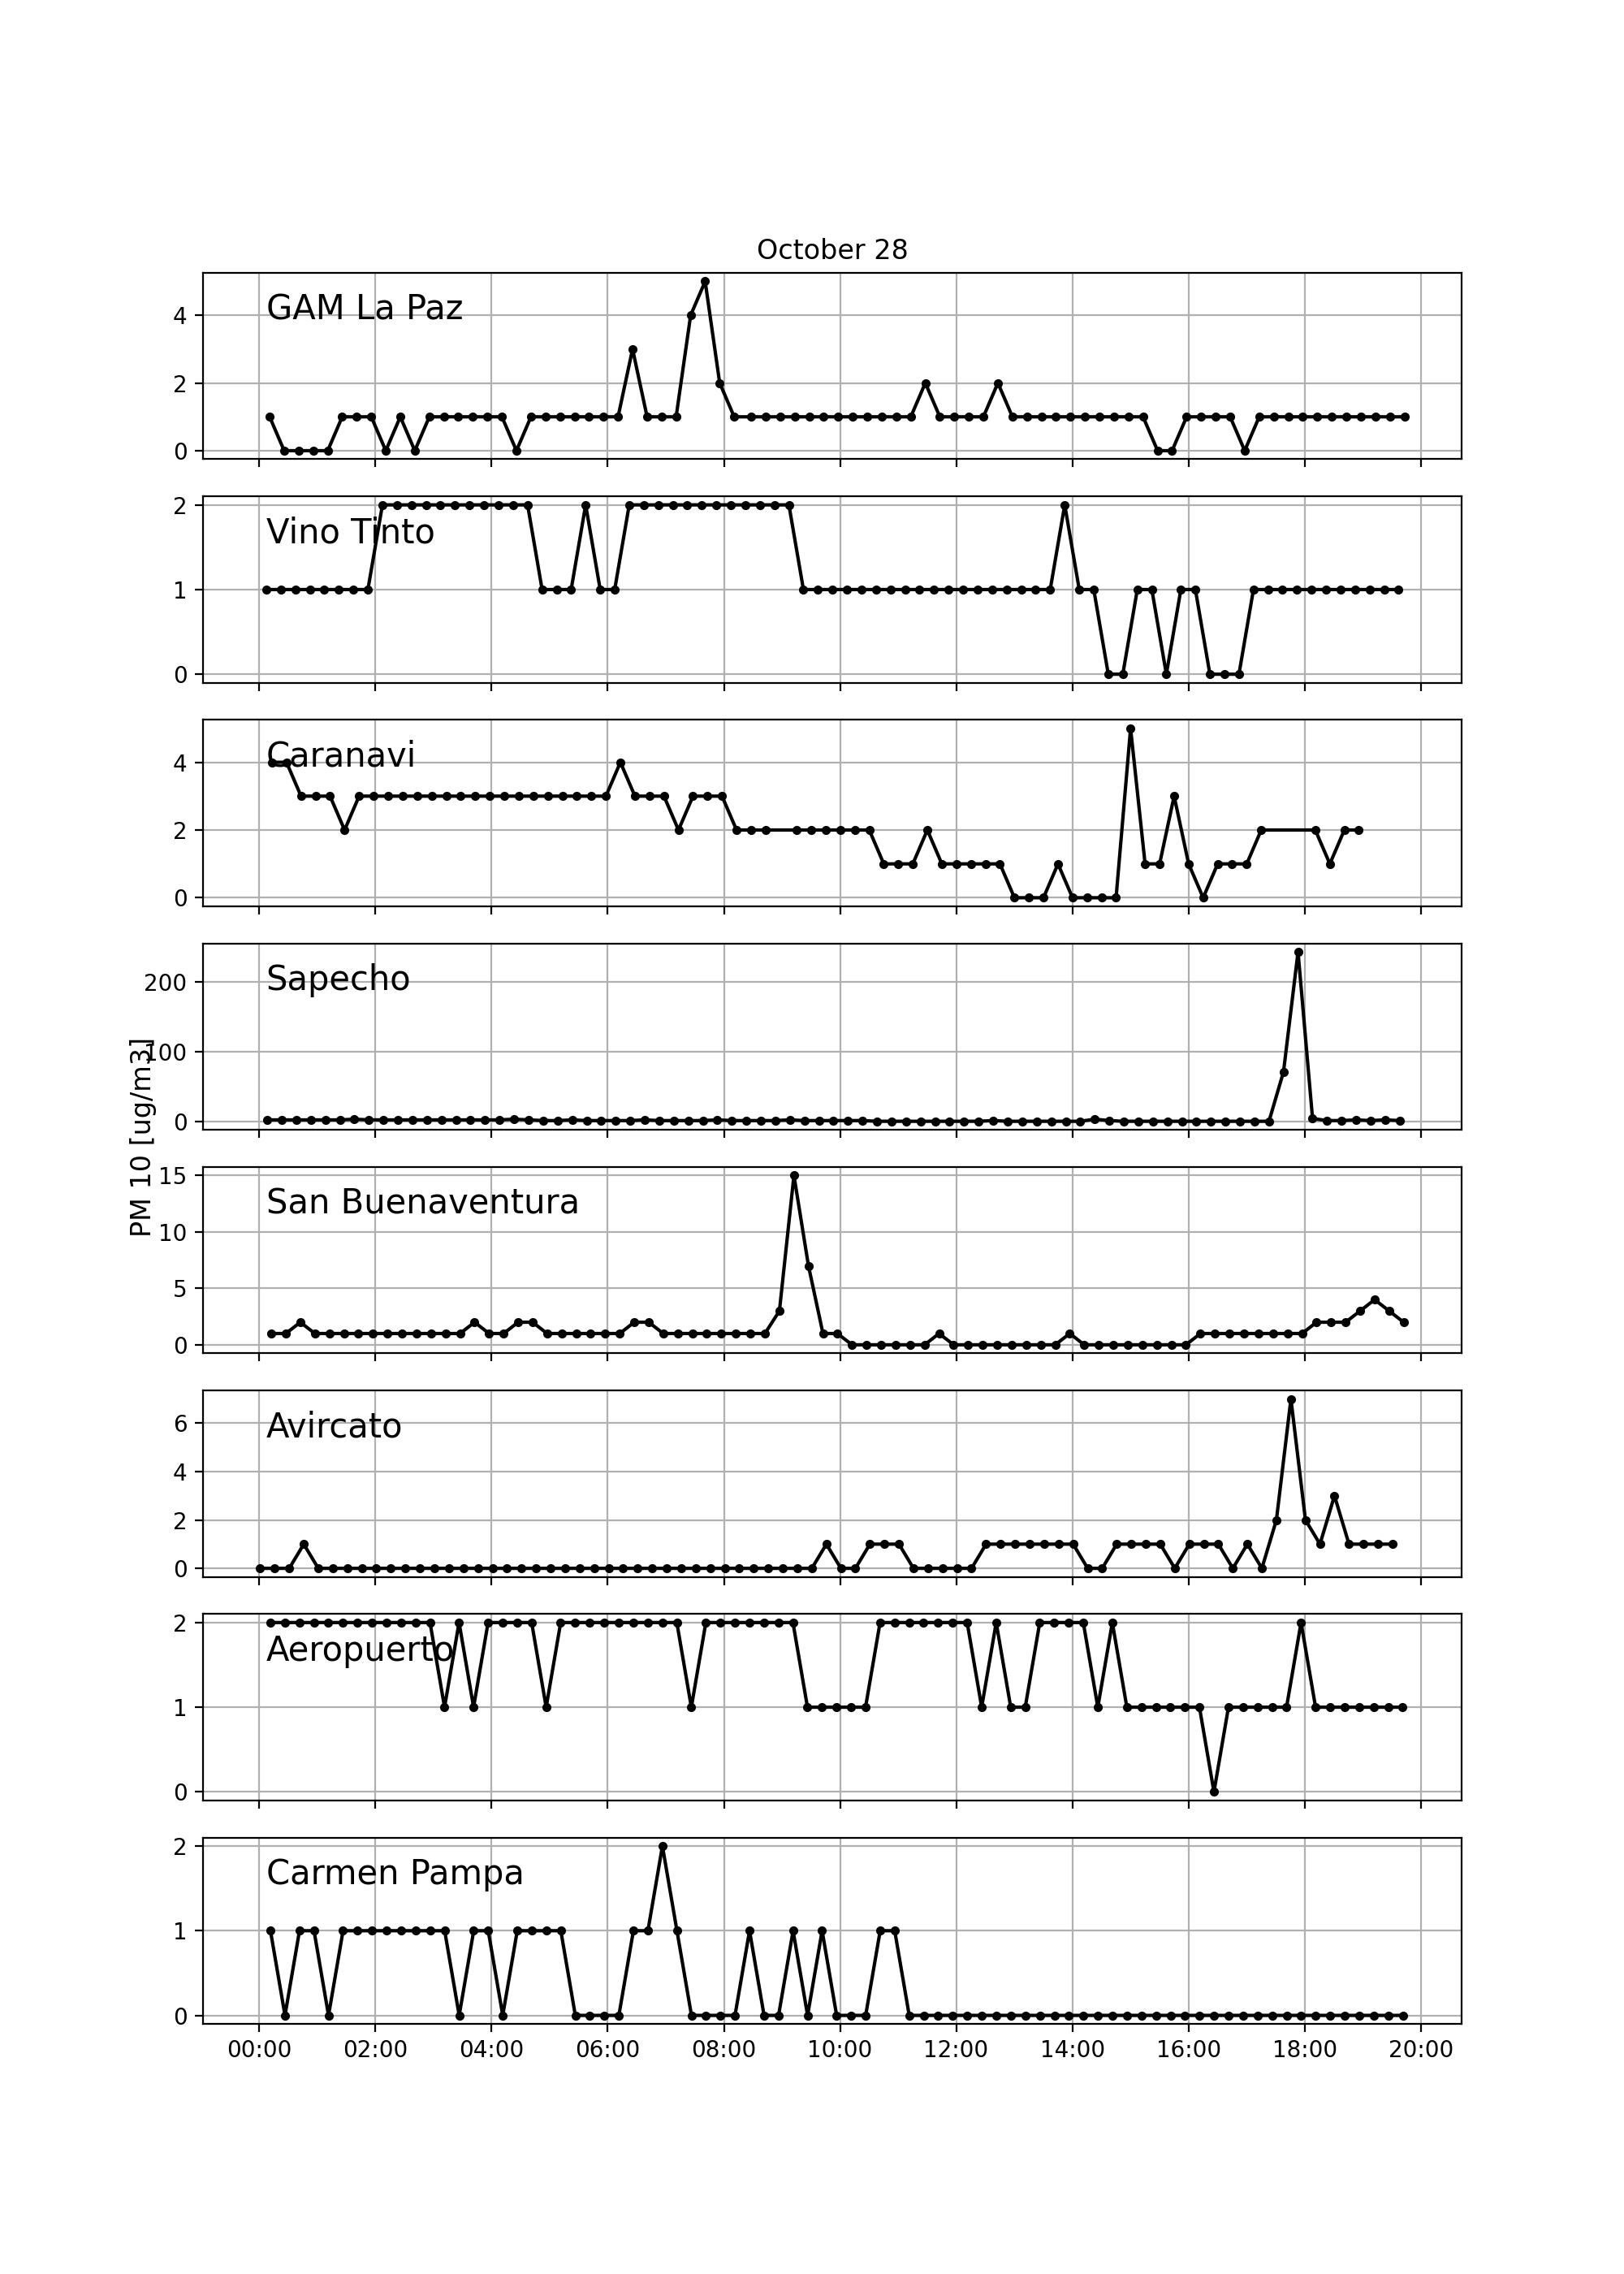 October 28
GAM La Paz
4
2
0
Vino Tinto
2
1
0
Caranavi
4
2
0
Sapecho
200
100
0
PM 10 [ug/m3]
San Buenaventura
15
10
5
0
Avircato
6
4
2
0
Aeropuerto
2
1
0
Carmen Pampa
2
1
0
00:00 02:00 04:00 06:00 08:00 10:00 12:00 14:00 16:00 18:00 20:00